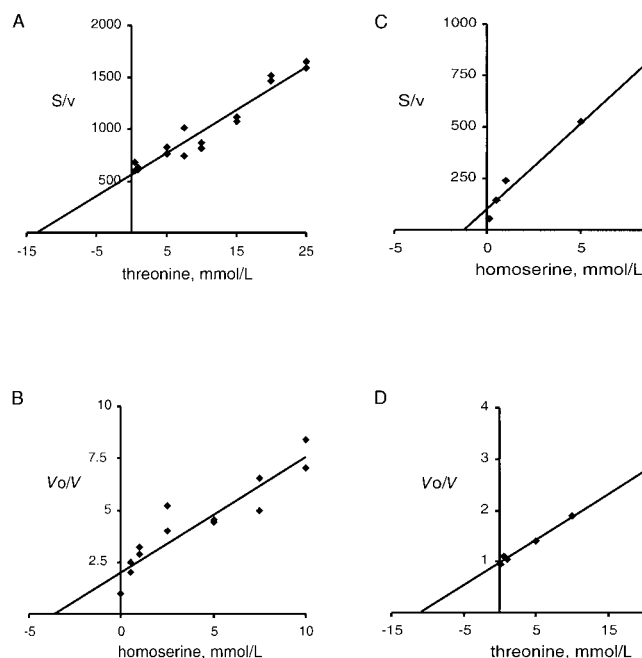 A
2000
1500
S/v
1000
500
-15 -5 5 15 25
threonine, mmol/L
C
1000
750
S/v
500
250
-5 0 5
homoserine, mmol/L
B
10
7.5
Vo/V
5
2.5
-5 0 5 10
homoserine, mmol/L
D
4
3
Vo/V
2
1
-15 -5 5 15
threonine, mmol/L